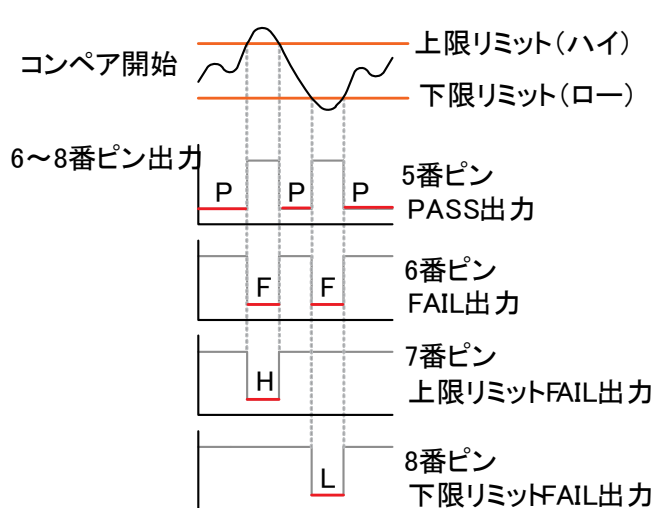 上限リミット(ハイ)
コンペア開始
下限リミット(ロー)
6～8番ピン出力
P P P
5番ピン
PASS出力
F F
6番ピン
FAIL出力
H
7番ピン
上限リミットFAIL出力
L
8番ピン
下限リミットFAIL出力